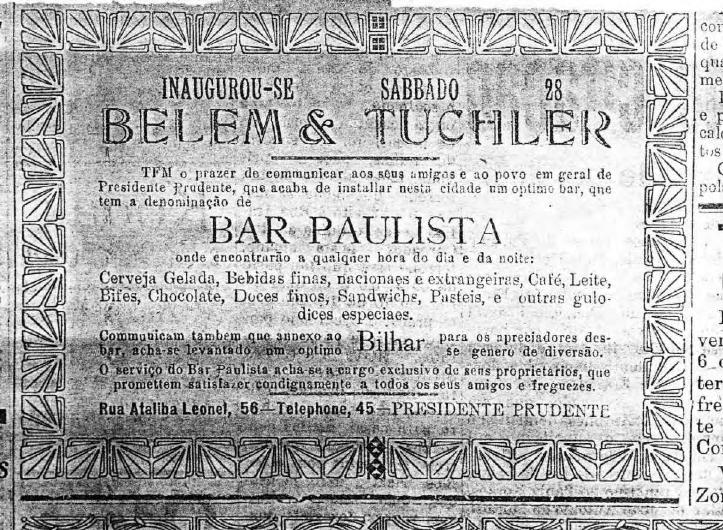 INAUGUROU-SE SABBADO 28
BELEM & TUCHLER
TEM o prazer de communicar aos seus amigos e ao povo em geral de
Presidente Prudente, que acaba de installar nesta cidade um optimo bar, que
tem a denominação de
BAR PAULISTA
onde encontrarão a qualquer hora do dia e da noite:
Cerveja Gelada, Bebidas finas, nacionaes e extrangeiras, Café, Leite,
Bifes, Chocolate, Doces finos, Sandwichs, Pasteis, e outras gulo-
dices especiaes.
Communicam tambem que annexo ao
bar, acha-se levantado um optimo
Bilhar
para os apreciadores des-
se genero de diversão.
O serviço do Bar Paulista acha-se a cargo exclusivo de seus proprietarios, que
promettem satisfazer condignamente a todos os seus amigos e freguezes.
Rua Ataliba Leonel, 56—Telephone, 45—PRESIDENTE PRUDENTE